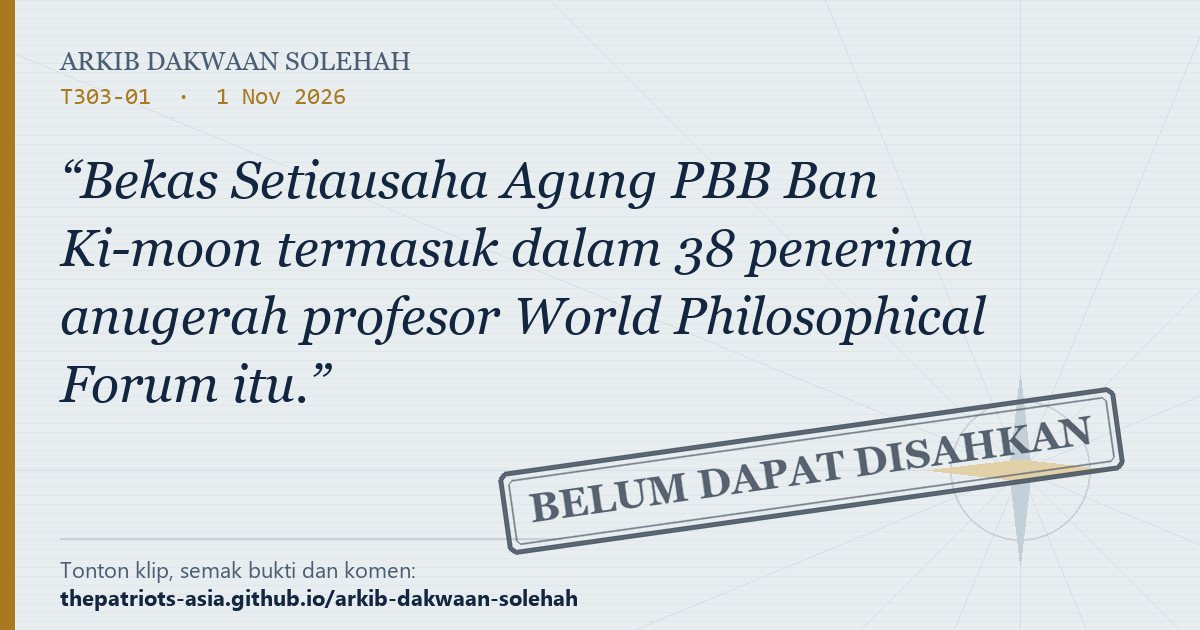 ARKIB DAKWAAN SOLEHAH
T303-01 · 1 Nov 2026
“Bekas Setiausaha Agung PBB Ban
Ki-moon termasuk dalam 38 penerima
anugerah profesor World Philosophical
Forum itu.”
BELUM DAPAT DISAHKAN
Tonton klip, semak bukti dan komen:
thepatriots-asia.github.io/arkib-dakwaan-solehah